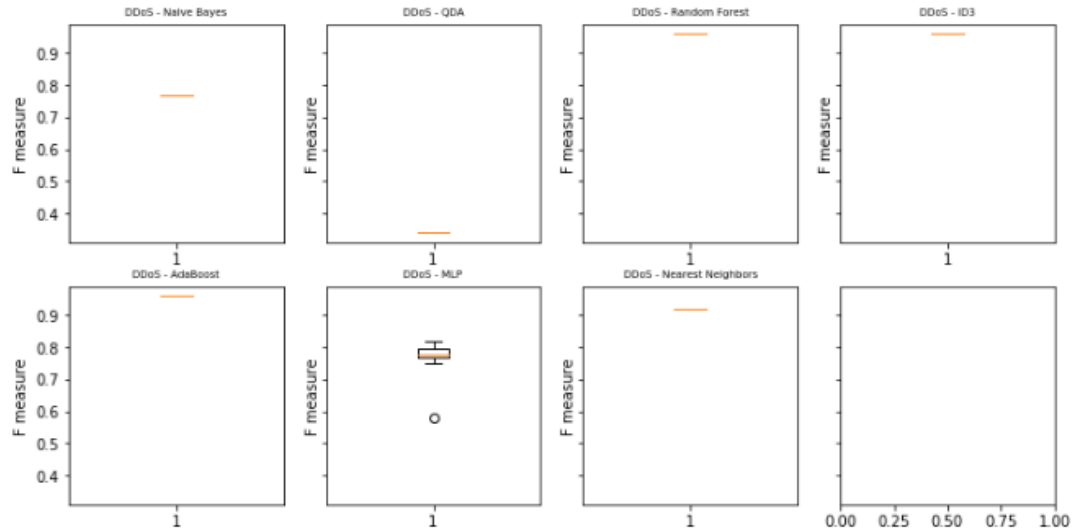 DDoS - Naive Bayes
DDoS - QDA
DDoS - Random Forest
DDoS - ID3
F measure
0.9
0.8
0.7
0.6
0.5
0.4
1
F measure
1
F measure
1
F measure
1
DDoS - AdaBoost
DDoS - MLP
DDoS - Nearest Neighbors
F measure
0.9
0.8
0.7
0.6
0.5
0.4
1
F measure
1
F measure
1
0.00 0.25 0.50 0.75 1.00